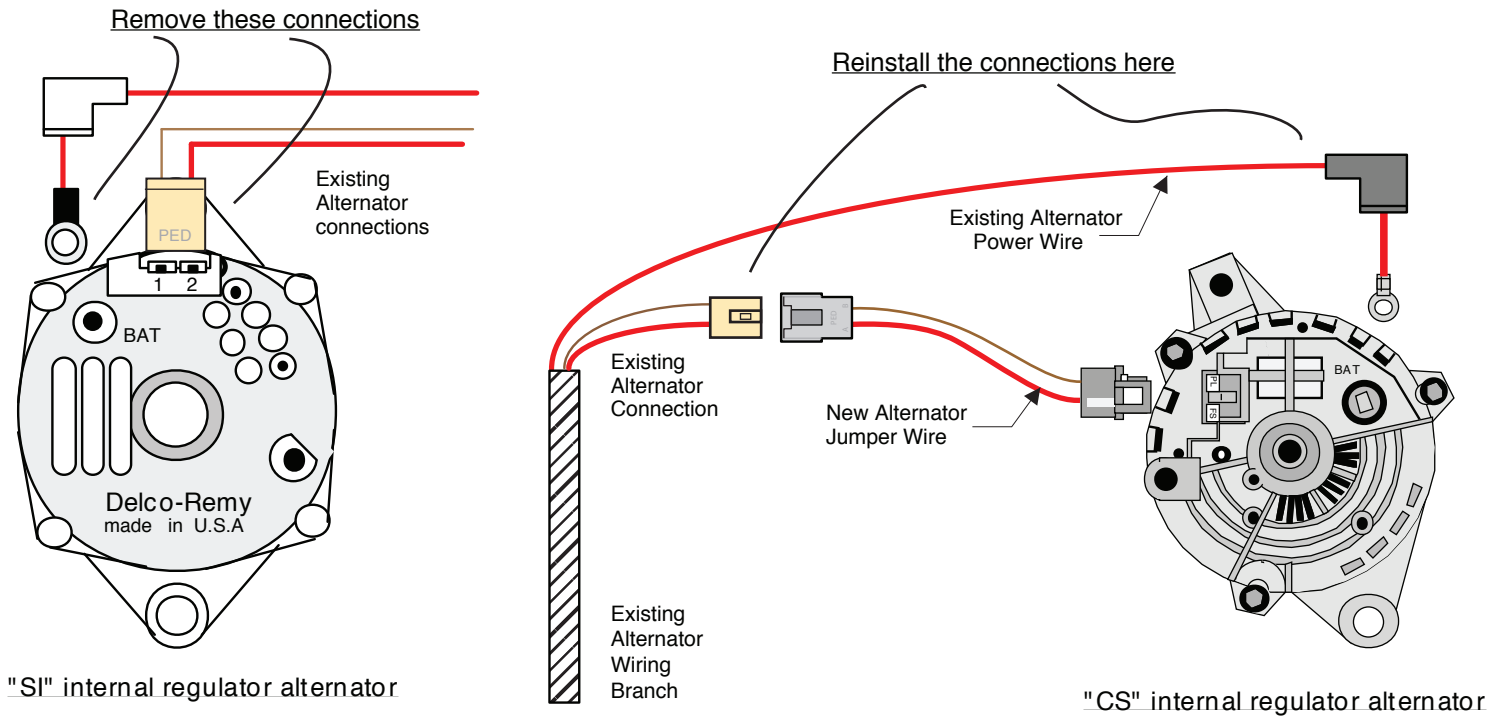 Remove these connections
Existing
Alternator
connections
PED
1 2
BAT
Delco-Remy
made in U.S.A
"SI" internal regulator alternator
Reinstall the connections here
Existing Alternator
Power Wire
PED
B
A
Existing
Alternator
Connection
New Alternator
Jumper Wire
Existing
Alternator
Wiring
Branch
PL
FS
BAT
"CS" internal regulator alternator